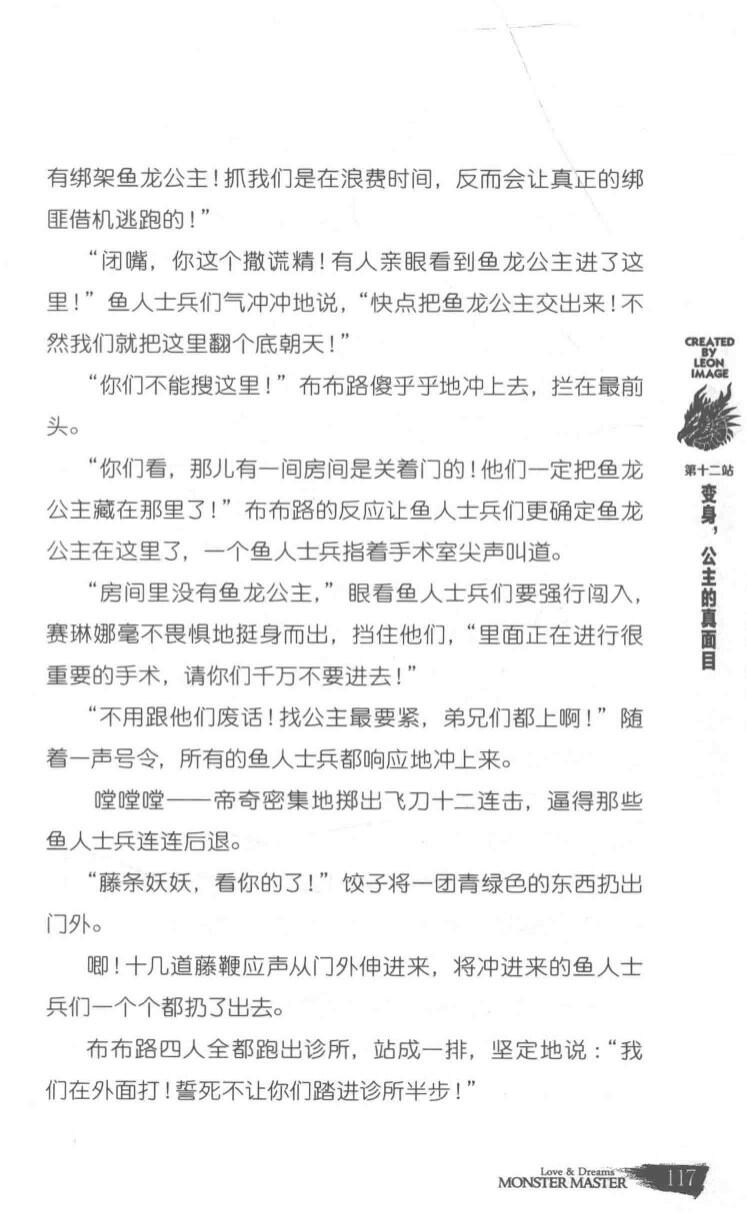 有绑架鱼龙公主！抓我们是在浪费时间，反而会让真正的绑
匪借机逃跑的！”
“闭嘴，你这个撒谎精！有人亲眼看到鱼龙公主进了这
里！”鱼人士兵们气冲冲地说，“快点把鱼龙公主交出来！不
然我们就把这里翻个底朝天！”
“你们不能搜这里！”布布路傻乎乎地冲上去，拦在最前
头。
“你们看，那儿有一间房间是关着门的！他们一定把鱼龙
公主藏在那里了！”布布路的反应让鱼人士兵们更确定鱼龙
公主在这里了，一个鱼人士兵指着手术室尖声叫道。
“房间里没有鱼龙公主，”眼看鱼人士兵们要强行闯入，
赛琳娜毫不畏惧地挺身而出，挡住他们，“里面正在进行很
重要的手术，请你们千万不要进去！”
“不用跟他们废话！找公主最要紧，弟兄们都上啊！”随
着一声号令，所有的鱼人士兵都响应地冲上来。
嘡嘡嘡——帝奇密集地掷出飞刀十二连击，逼得那些
鱼人士兵连连后退。
“藤条妖妖，看你的了！”饺子将一团青绿色的东西扔出
门外。
唧！十几道藤鞭应声从门外伸进来，将冲进来的鱼人士
兵们一个个都扔了出去。
布布路四人全都跑出诊所，站成一排，坚定地说：“我
们在外面打！誓死不让你们踏进诊所半步！”
CREATED
BY
LEON
IMAGE
第十二站
变身，公主的真面目
Love & Dreams
MONSTER MASTER
117